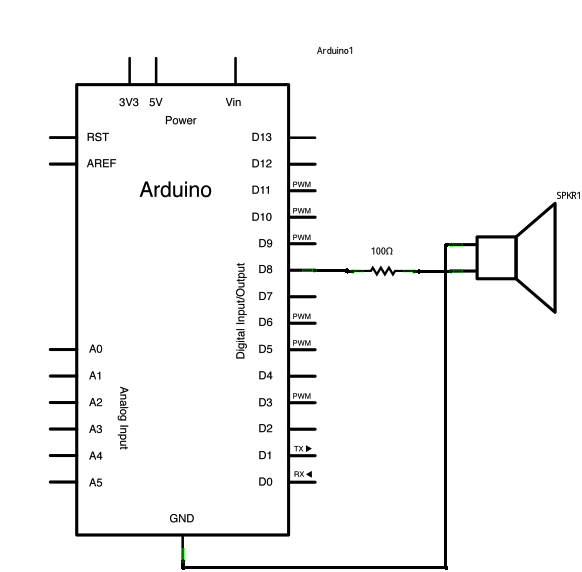 Arduino1
3V3 5V Vin
Power
RST
AREF
Arduino
D13
D12
D11 PWM
D10 PWM
D9 PWM
D8
D7
D6 PWM
D5 PWM
D4
D3 PWM
D2
D1 TX ►
D0 RX ◄
Digital Input/Output
A0
A1
A2
A3
A4
A5
Analog Input
GND
100Ω
SPKR1